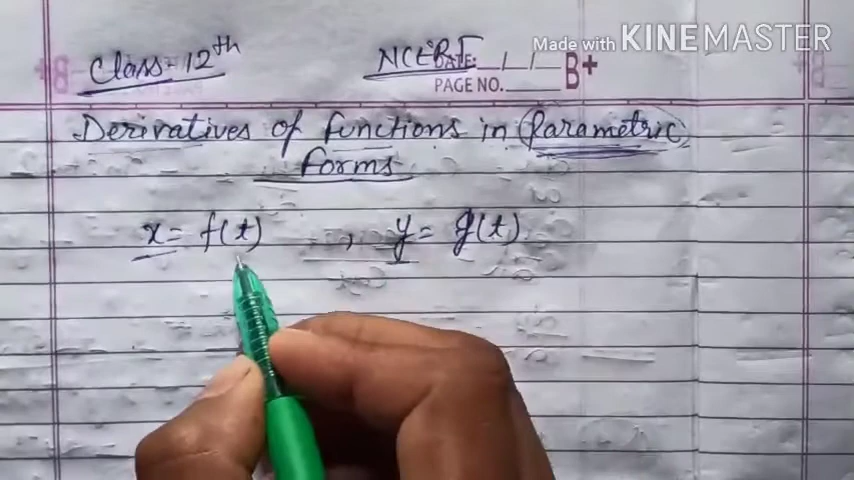 Made with KINEMASTER
Class - 12th NCERT
DATE: / / B+
PAGE NO.
Derivatives of functions in Parametric
forms
x = f(t) , y = g(t)